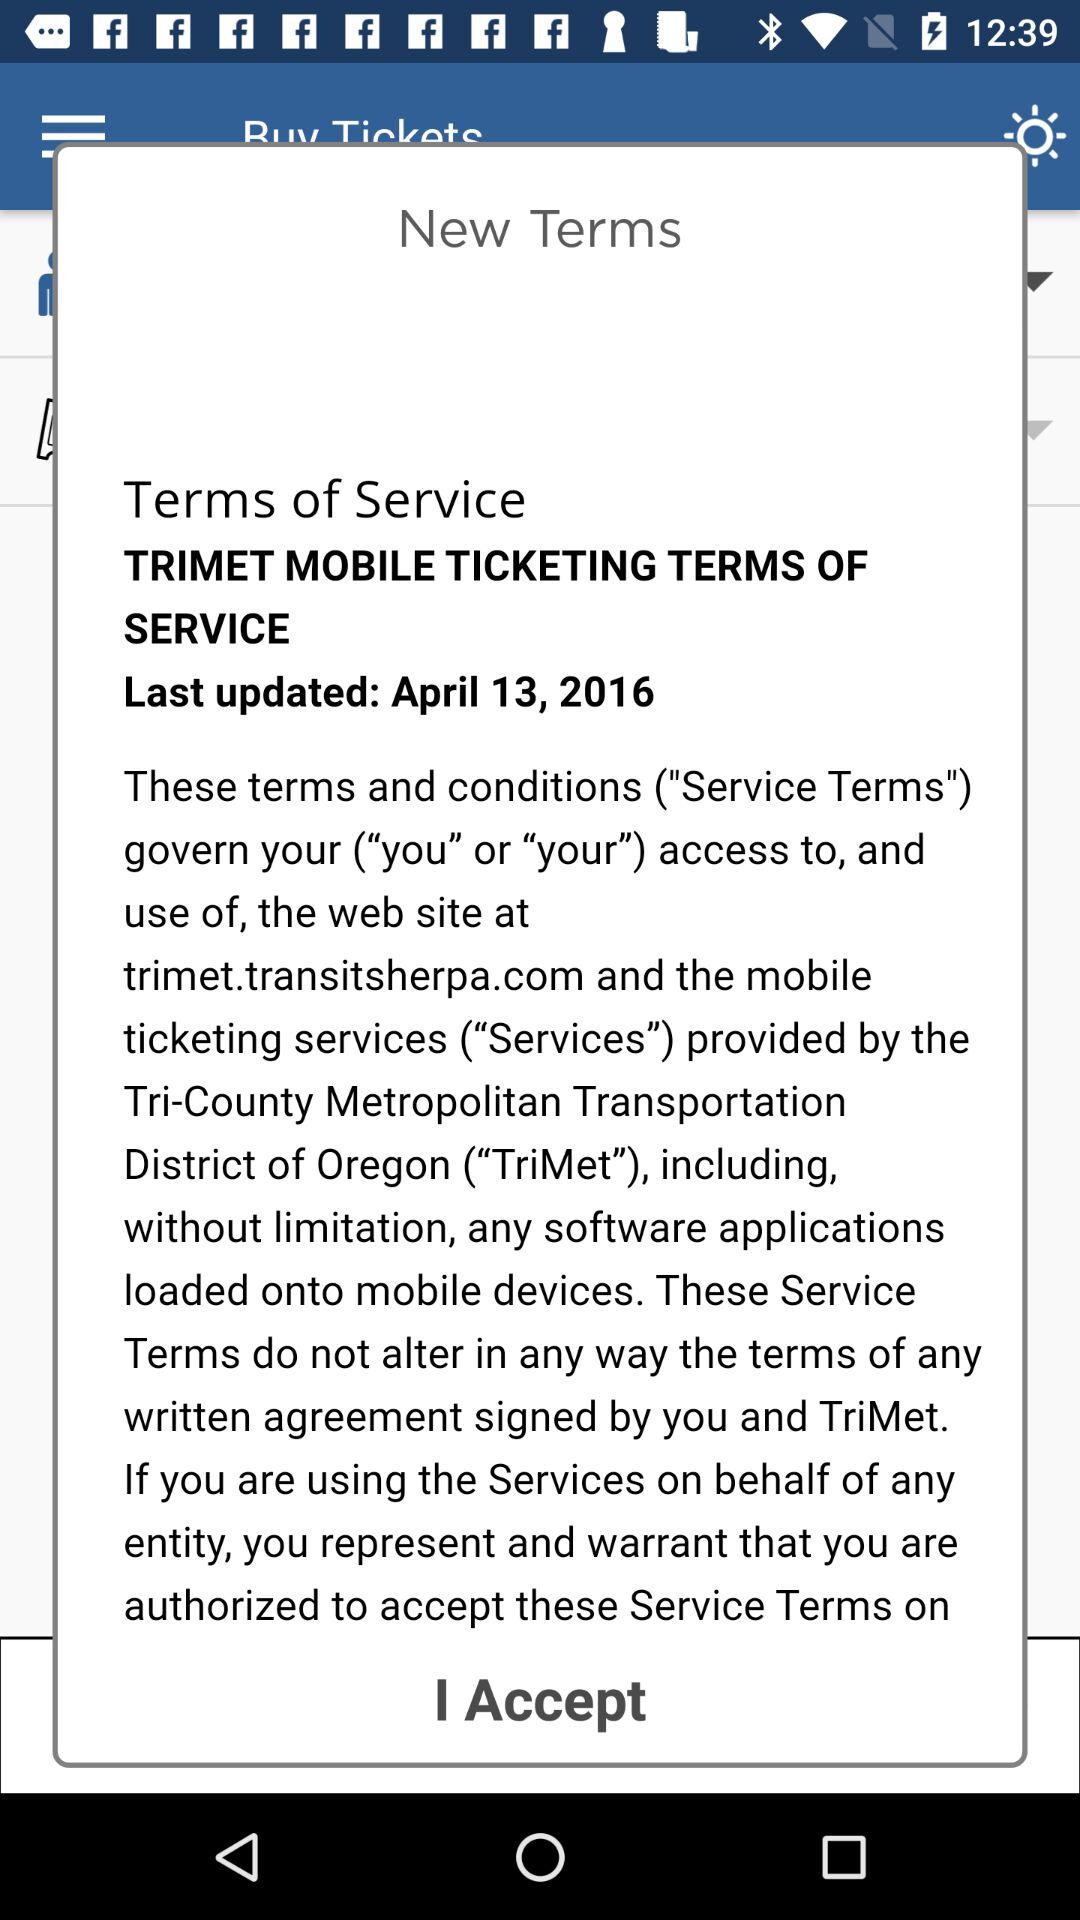 12:39
Buy Tickets
New Terms
Terms of Service
TRIMET MOBILE TICKETING TERMS OF
SERVICE
Last updated: April 13, 2016
These terms and conditions ("Service Terms")
govern your (“you” or “your”) access to, and
use of, the web site at
trimet.transitsherpa.com and the mobile
ticketing services (“Services”) provided by the
Tri-County Metropolitan Transportation
District of Oregon (“TriMet”), including,
without limitation, any software applications
loaded onto mobile devices. These Service
Terms do not alter in any way the terms of any
written agreement signed by you and TriMet.
If you are using the Services on behalf of any
entity, you represent and warrant that you are
authorized to accept these Service Terms on
I Accept